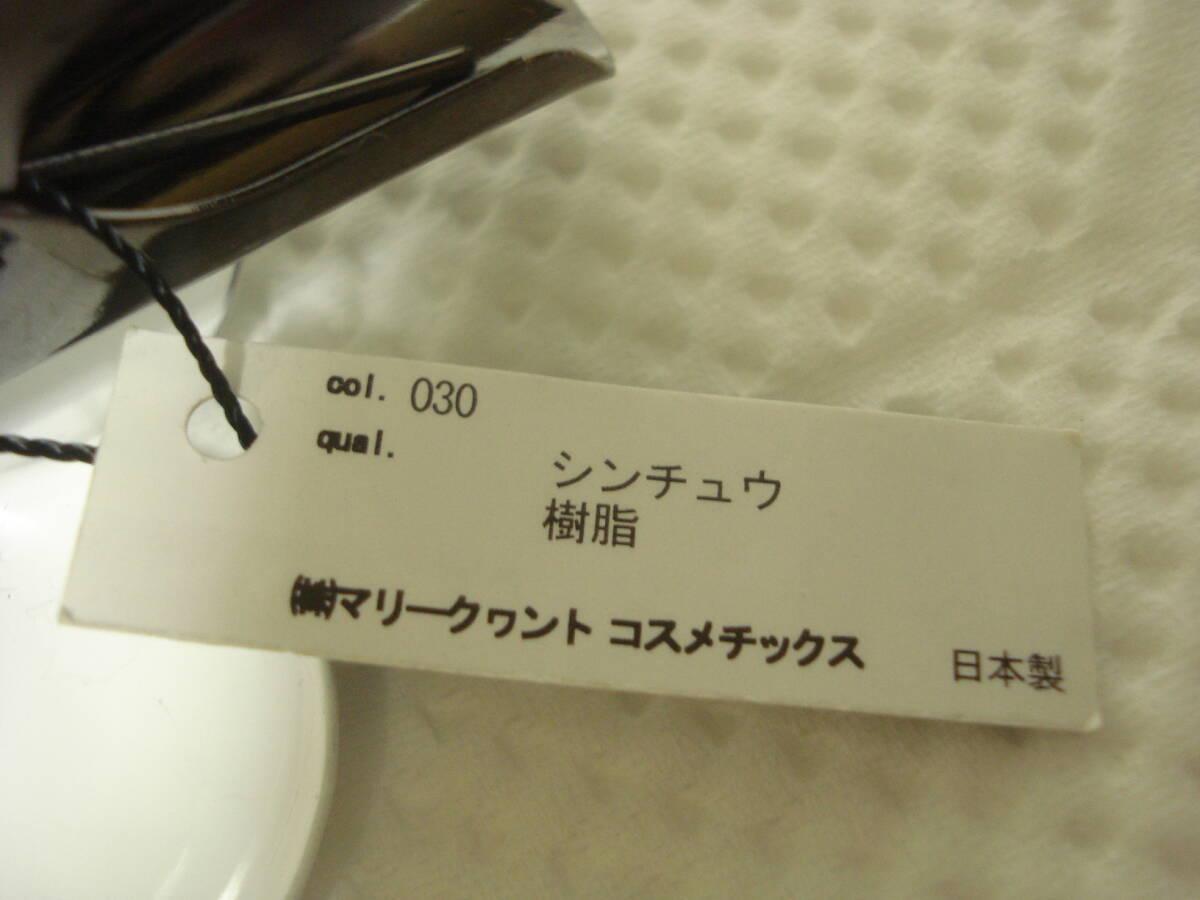 col. 030
qual.
シンチュウ
樹脂
㈱マリークヮント コスメチックス
日本製